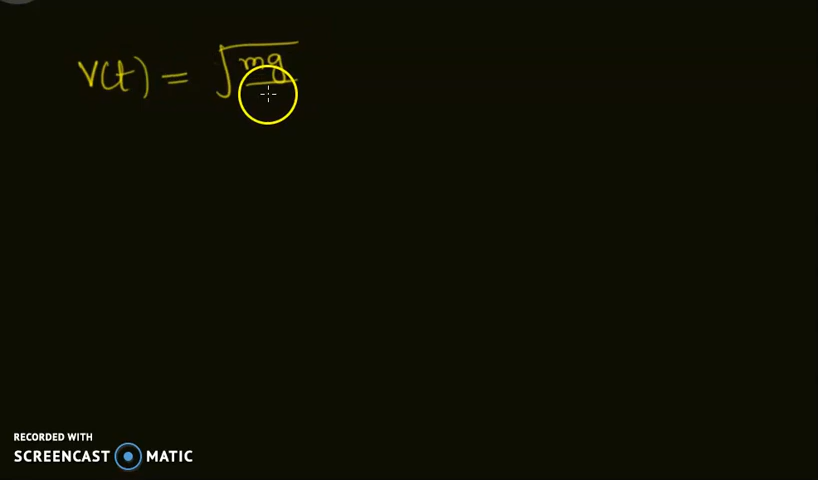 v(t) = √mg
RECORDED WITH
SCREENCAST MATIC